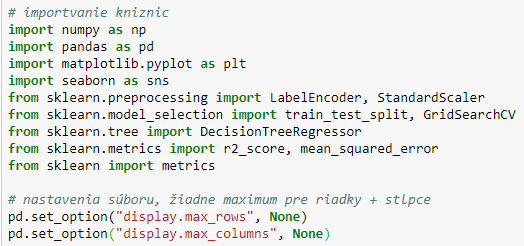 # importvanie kniznic
import numpy as np
import pandas as pd
import matplotlib.pyplot as plt
import seaborn as sns
from sklearn.preprocessing import LabelEncoder, StandardScaler
from sklearn.model_selection import train_test_split, GridSearchCV
from sklearn.tree import DecisionTreeRegressor
from sklearn.metrics import r2_score, mean_squared_error
from sklearn import metrics
# nastavenia súboru, žiadne maximum pre riadky + stlpce
pd.set_option("display.max_rows", None)
pd.set_option("display.max_columns", None)